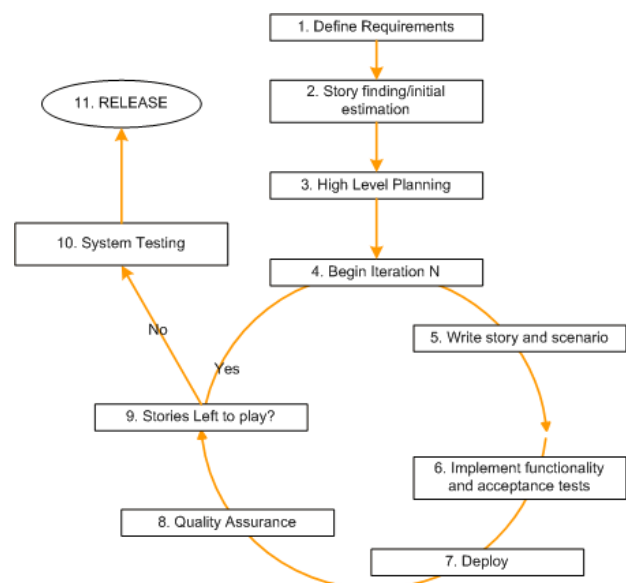 1. Define Requirements
2. Story finding/initial
estimation
3. High Level Planning
4. Begin Iteration N
5. Write story and scenario
6. Implement functionality
and acceptance tests
7. Deploy
8. Quality Assurance
9. Stories Left to play?
Yes
No
10. System Testing
11. RELEASE